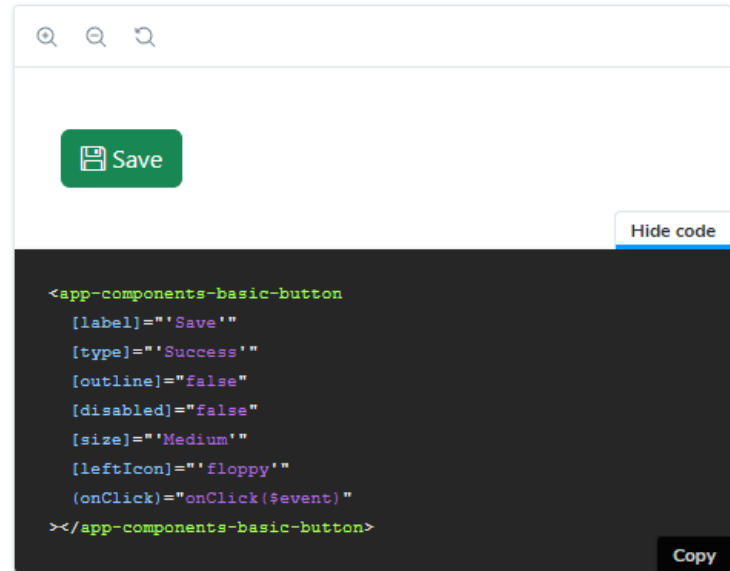 Save
Hide code
<app-components-basic-button
[label]="'Save'"
[type]="'Success'"
[outline]="false"
[disabled]="false"
[size]="'Medium'"
[leftIcon]="'floppy'"
(onClick)="onClick($event)"
></app-components-basic-button>
Copy